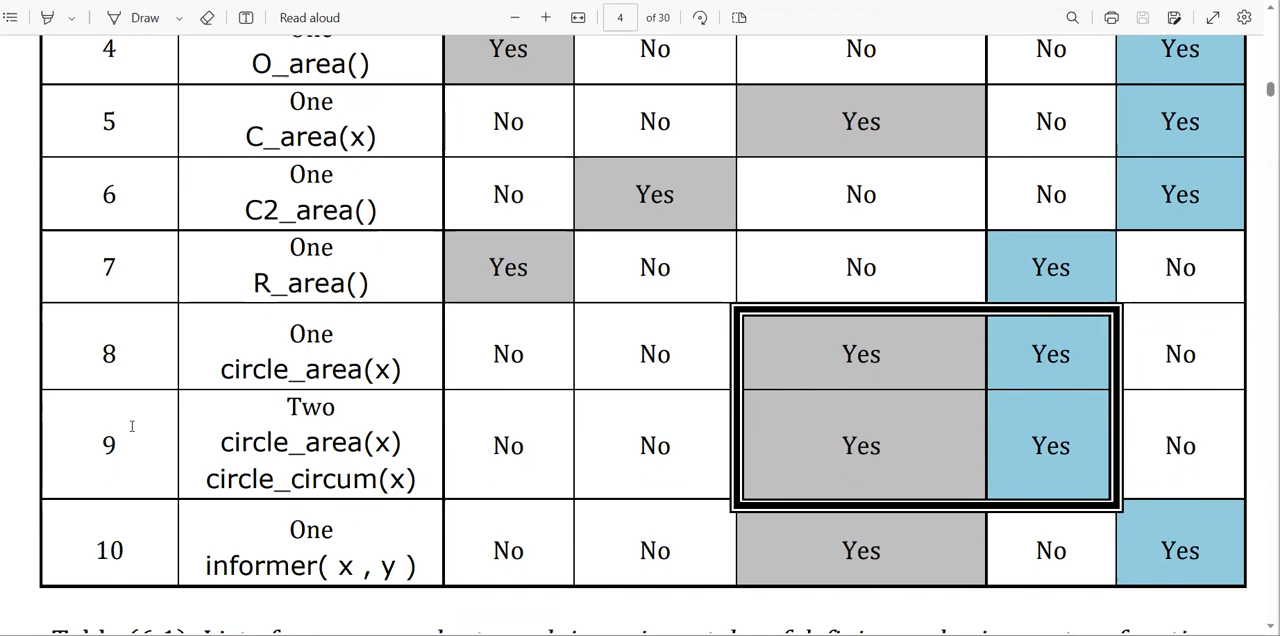 Draw
Read aloud
4 of 30
4 O_area() Yes No No No Yes
One
5 No No Yes No Yes
C_area(x)
One
6 No Yes No No Yes
C2_area()
One
7 Yes No No Yes No
R_area()
One
8 No No Yes Yes No
circle_area(x)
Two
9 circle_area(x) No No Yes Yes No
circle_circum(x)
One
10 No No Yes No Yes
informer( x , y )